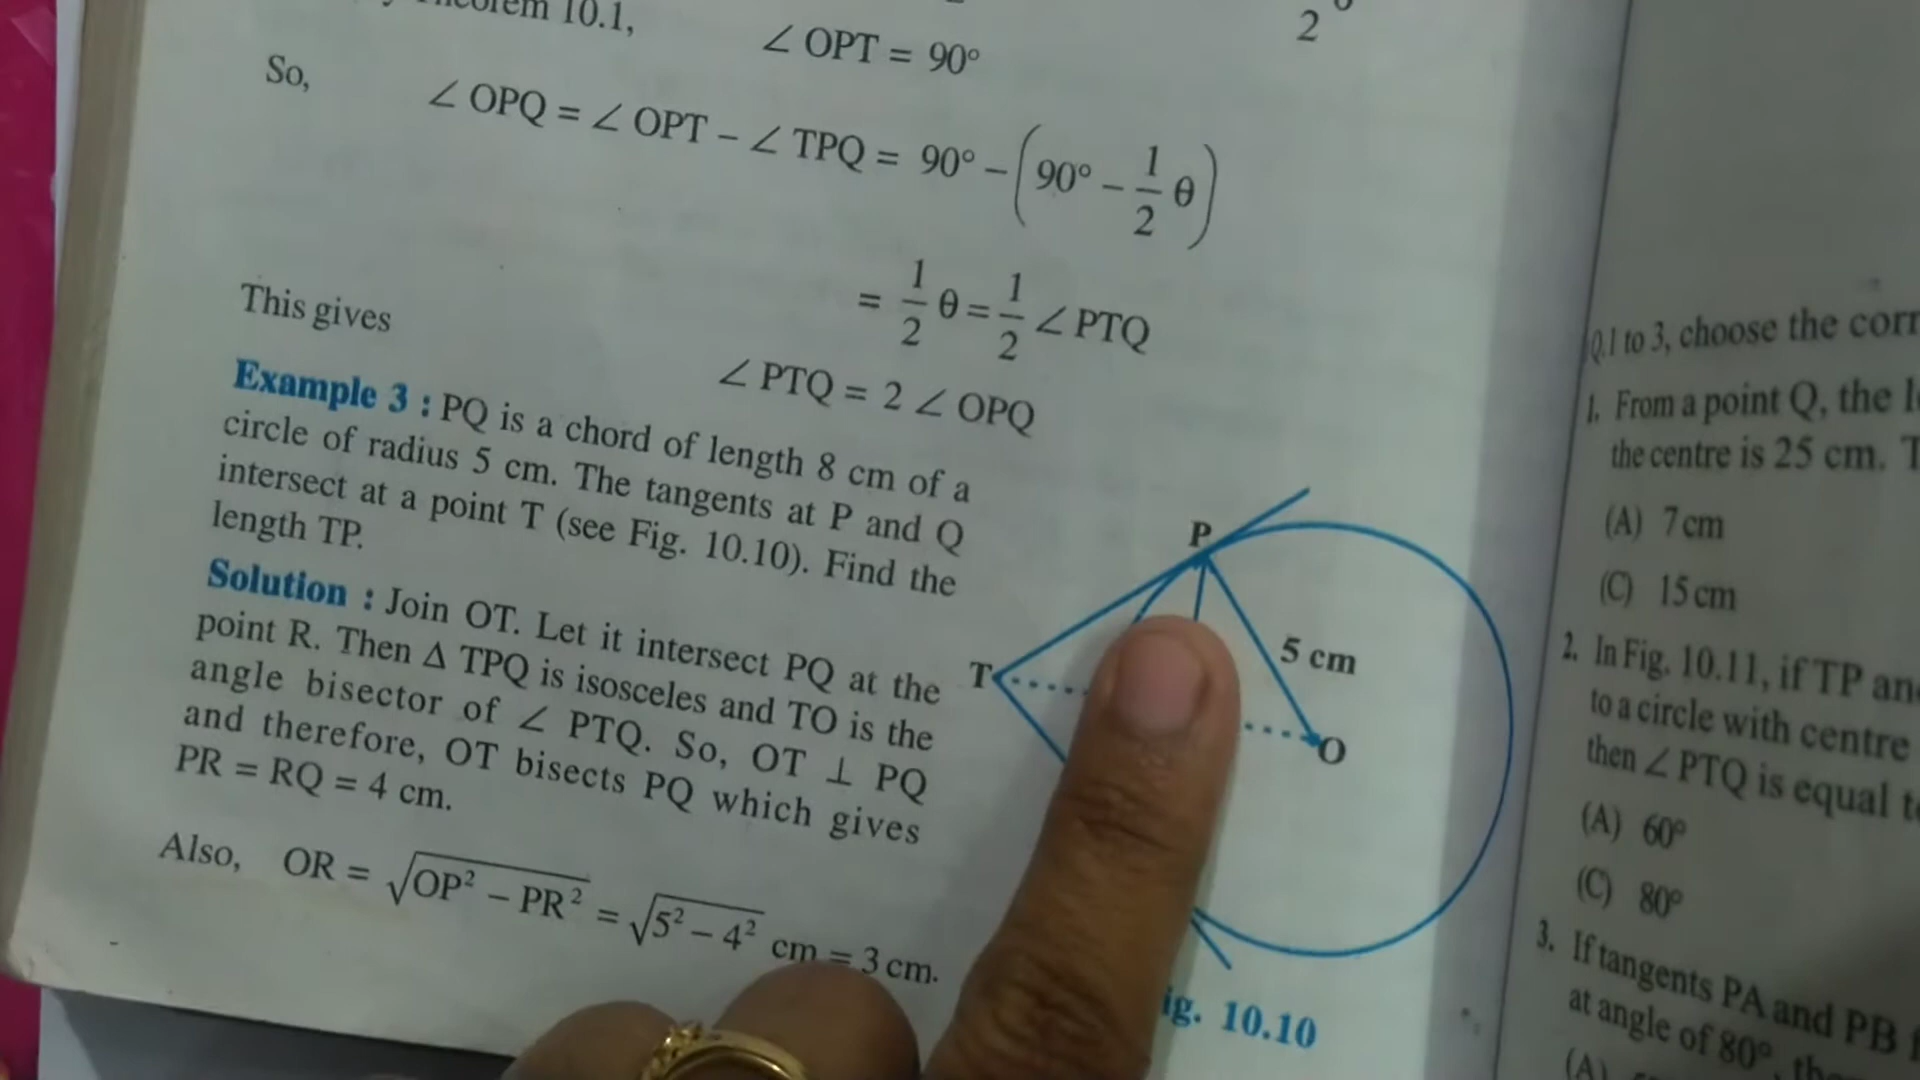 Theorem 10.1, ∠ OPT = 90°
2
So, ∠ OPQ = ∠ OPT – ∠ TPQ = 90° – (90° – 1/2 θ)
= 1/2 θ = 1/2 ∠ PTQ
This gives ∠ PTQ = 2 ∠ OPQ
Example 3 : PQ is a chord of length 8 cm of a
circle of radius 5 cm. The tangents at P and Q
intersect at a point T (see Fig. 10.10). Find the
length TP.
Solution : Join OT. Let it intersect PQ at the
point R. Then Δ TPQ is isosceles and TO is the
angle bisector of ∠ PTQ. So, OT ⊥ PQ
and therefore, OT bisects PQ which gives
PR = RQ = 4 cm.
Also, OR = √(OP² – PR²) = √(5² – 4²) cm = 3 cm.
P
T
5 cm
O
ig. 10.10
Q.1 to 3, choose the corr
1. From a point Q, the l
the centre is 25 cm. T
(A) 7 cm
(C) 15 cm
2. In Fig. 10.11, if TP an
to a circle with centre
then ∠ PTQ is equal t
(A) 60°
(C) 80°
3. If tangents PA and PB f
at angle of 80°, the
(A)